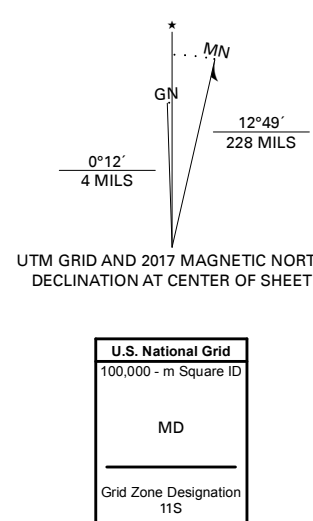 ★
MN
GN
12°49´
228 MILS
0°12´
4 MILS
UTM GRID AND 2017 MAGNETIC NORT
DECLINATION AT CENTER OF SHEET
U.S. National Grid
100,000 - m Square ID
MD
Grid Zone Designation
11S